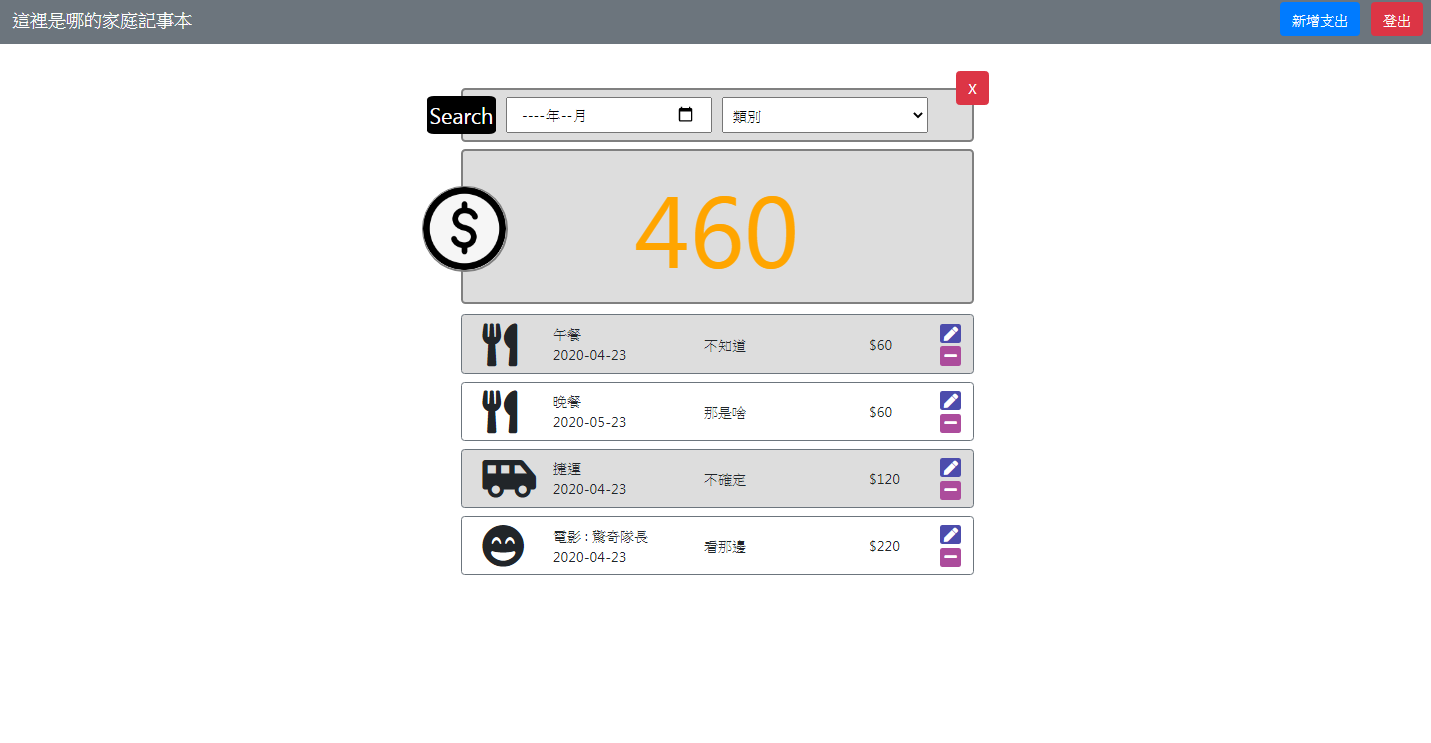 這裡是哪的家庭記事本
新增支出 登出
X
Search ----年--月 類別
$
460
午餐
2020-04-23
不知道
$60
晚餐
2020-05-23
那是啥
$60
捷運
2020-04-23
不確定
$120
電影 : 驚奇隊長
2020-04-23
看那邊
$220